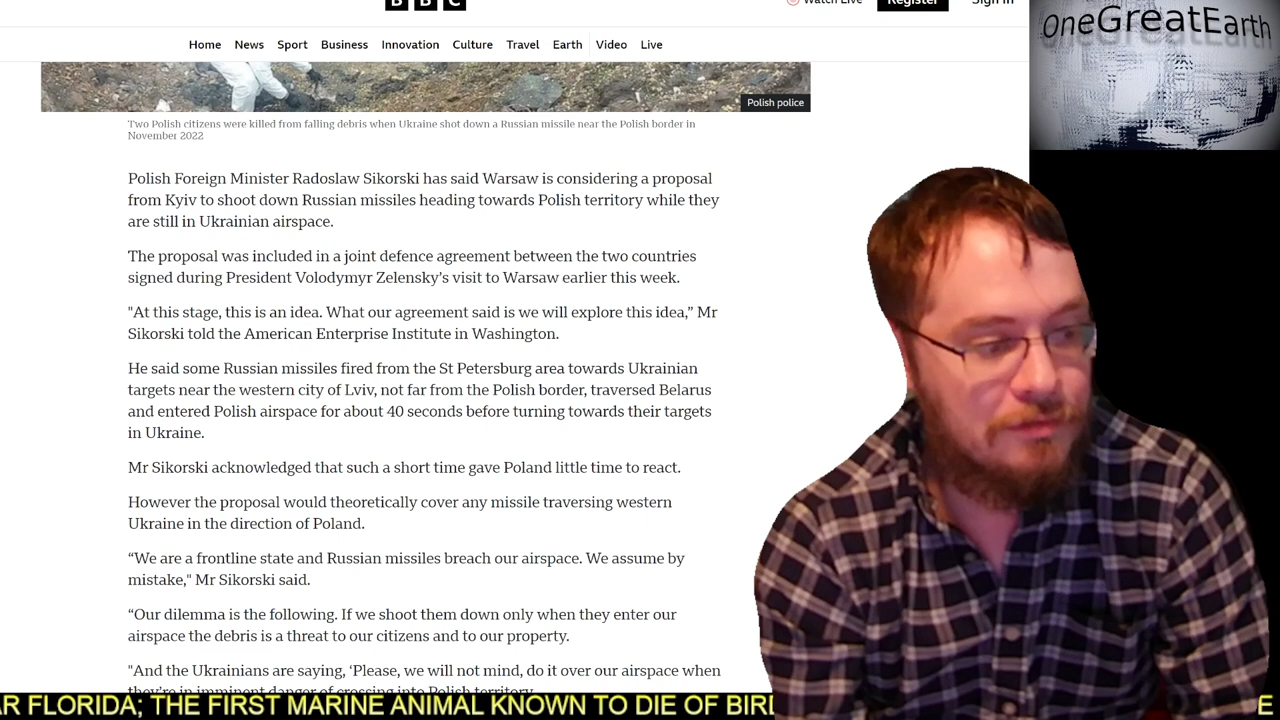 BBC
Watch Live
Register
Sign In
OneGreatEarth
Home News Sport Business Innovation Culture Travel Earth Video Live
Polish police
Two Polish citizens were killed from falling debris when Ukraine shot down a Russian missile near the Polish border in
November 2022
Polish Foreign Minister Radoslaw Sikorski has said Warsaw is considering a proposal
from Kyiv to shoot down Russian missiles heading towards Polish territory while they
are still in Ukrainian airspace.
The proposal was included in a joint defence agreement between the two countries
signed during President Volodymyr Zelensky’s visit to Warsaw earlier this week.
"At this stage, this is an idea. What our agreement said is we will explore this idea,” Mr
Sikorski told the American Enterprise Institute in Washington.
He said some Russian missiles fired from the St Petersburg area towards Ukrainian
targets near the western city of Lviv, not far from the Polish border, traversed Belarus
and entered Polish airspace for about 40 seconds before turning towards their targets
in Ukraine.
Mr Sikorski acknowledged that such a short time gave Poland little time to react.
However the proposal would theoretically cover any missile traversing western
Ukraine in the direction of Poland.
“We are a frontline state and Russian missiles breach our airspace. We assume by
mistake," Mr Sikorski said.
“Our dilemma is the following. If we shoot them down only when they enter our
airspace the debris is a threat to our citizens and to our property.
"And the Ukrainians are saying, ‘Please, we will not mind, do it over our airspace when
they're in imminent danger of crossing into Polish territory.
AR FLORIDA; THE FIRST MARINE ANIMAL KNOWN TO DIE OF BIRD E